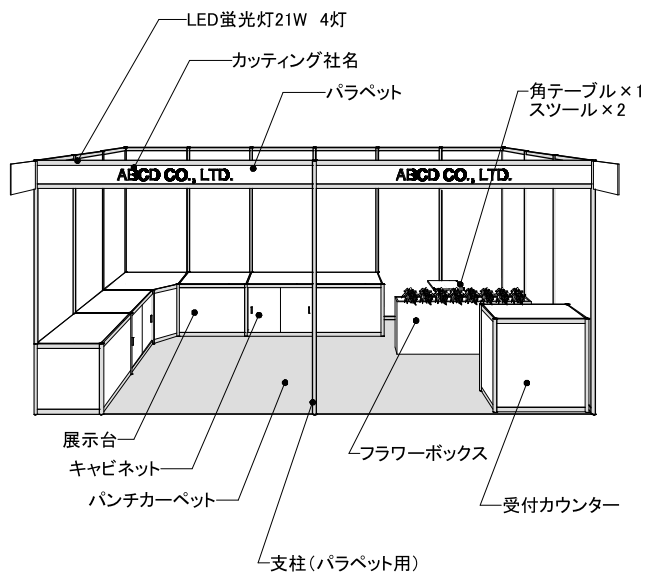 LED蛍光灯21W 4灯
カッティング社名
パラペット
角テーブル×1
スツール×2
ABCD CO., LTD.
ABCD CO., LTD.
展示台
キャビネット
パンチカーペット
フラワーボックス
受付カウンター
支柱(パラペット用)